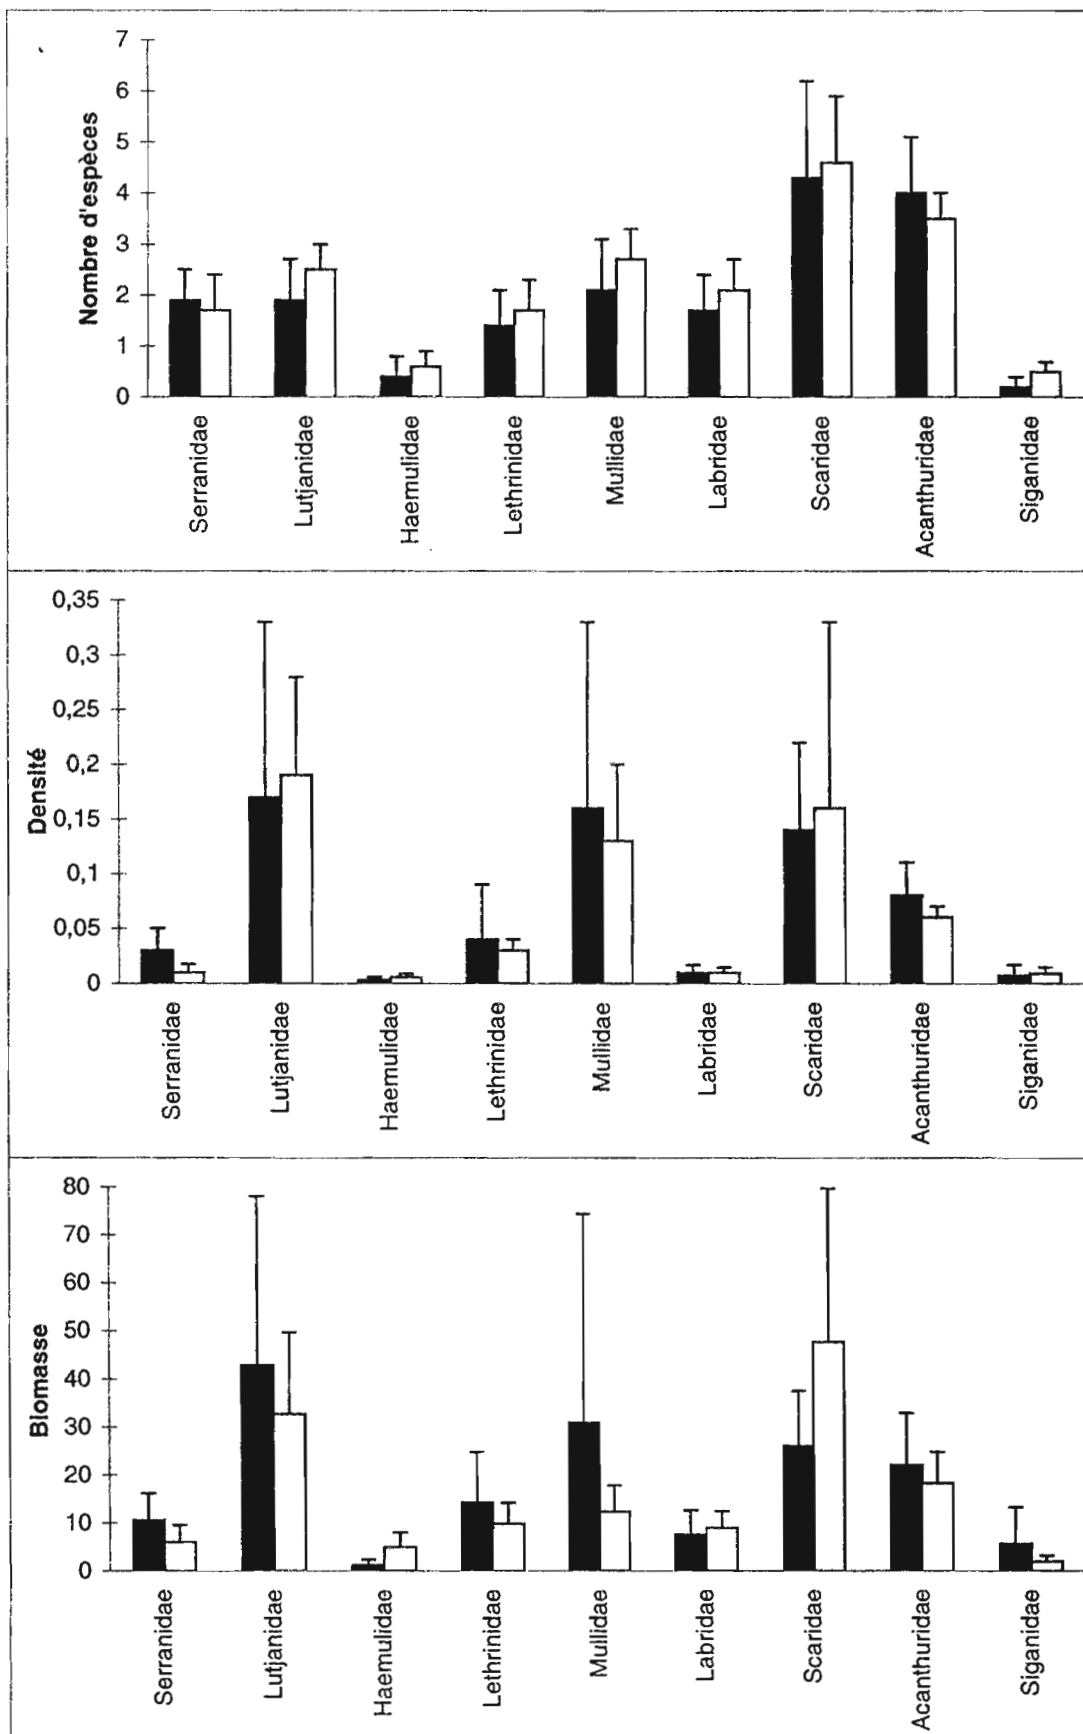 Nombre d'espèces
7
6
5
4
3
2
1
0
Serranidae
Lutjanidae
Haemulidae
Lethrinidae
Mullidae
Labridae
Scaridae
Acanthuridae
Siganidae
Densité
0,35
0,3
0,25
0,2
0,15
0,1
0,05
0
Serranidae
Lutjanidae
Haemulidae
Lethrinidae
Mullidae
Labridae
Scaridae
Acanthuridae
Siganidae
Biomasse
80
70
60
50
40
30
20
10
0
Serranidae
Lutjanidae
Haemulidae
Lethrinidae
Mullidae
Labridae
Scaridae
Acanthuridae
Siganidae